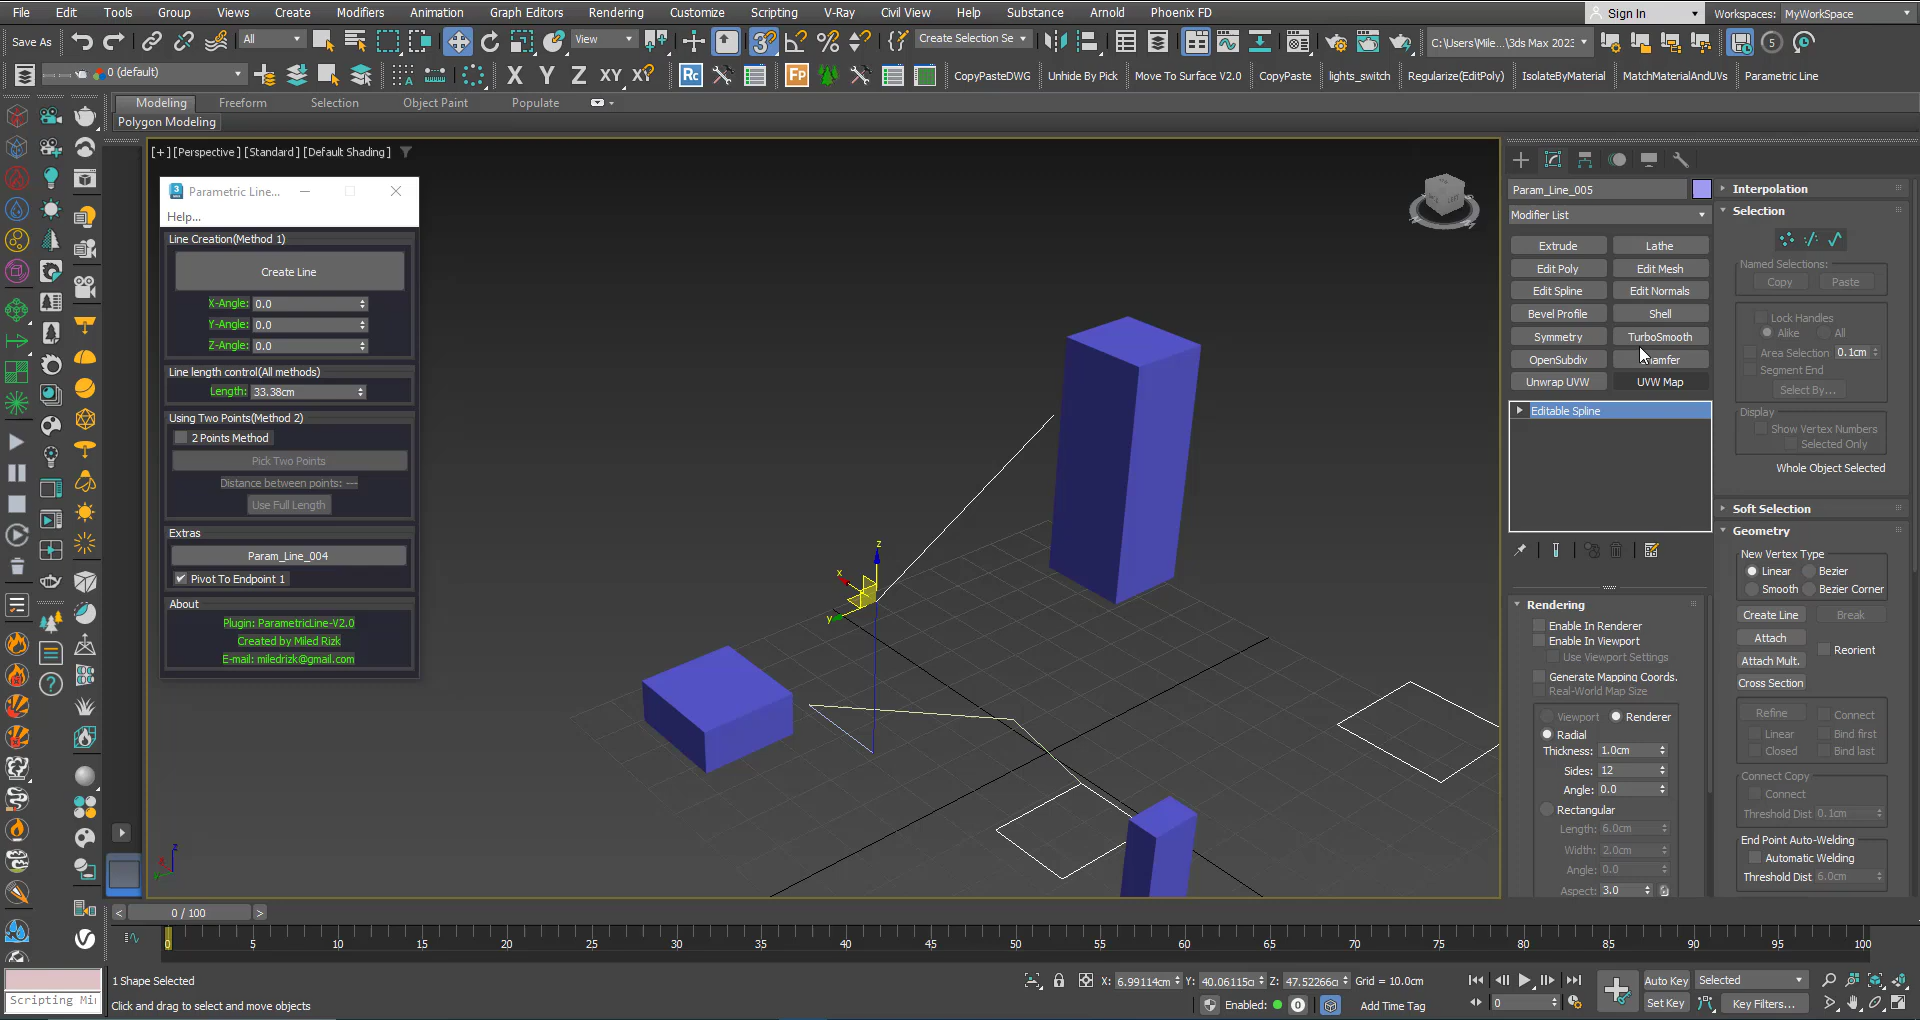 File Edit Tools Group Views Create Modifiers Animation Graph Editors Rendering Customize Scripting V-Ray Civil View Help Substance Arnold Phoenix FD Sign In Workspaces: MyWorkSpace
Save As All View Create Selection Se C:\Users\Mile...\3ds Max 2023
0 (default) X Y Z XY Rc Fp CopyPasteDWG Unhide By Pick Move To Surface V2.0 CopyPaste lights_switch Regularize(EditPoly) IsolateByMaterial MatchMaterialAndUVs Parametric Line
Modeling Freeform Selection Object Paint Populate
Polygon Modeling
[+] [Perspective] [Standard] [Default Shading]
Parametric Line...
Help...
Line Creation(Method 1)
Create Line
X-Angle: 0.0
Y-Angle: 0.0
Z-Angle: 0.0
Line length control(All methods)
Length: 33.38cm
Using Two Points(Method 2)
2 Points Method
Pick Two Points
Distance between points: ---
Use Full Length
Extras
Param_Line_004
Pivot To Endpoint 1
About
Plugin: ParametricLine-V2.0
Created by Miled Rizk
E-mail: miledrizk@gmail.com
z
x
y
Param_Line_005
Modifier List
Extrude Lathe
Edit Poly Edit Mesh
Edit Spline Edit Normals
Bevel Profile Shell
Symmetry TurboSmooth
OpenSubdiv
Unwrap UVW UVW Map
Editable Spline
Rendering
Enable In Renderer
Enable In Viewport
Use Viewport Settings
Generate Mapping Coords.
Real-World Map Size
Viewport Renderer
Radial
Thickness: 1.0cm
Sides: 12
Angle: 0.0
Rectangular
Length: 6.0cm
Width: 2.0cm
Angle: 0.0
Aspect: 3.0
Interpolation
Selection
Named Selections:
Copy Paste
Lock Handles
Alike All
Area Selection 0.1cm
Segment End
Select By...
Display
Show Vertex Numbers
Selected Only
Whole Object Selected
Soft Selection
Geometry
New Vertex Type
Linear Bezier
Smooth Bezier Corner
Create Line Break
Attach
Reorient
Attach Mult.
Cross Section
Refine Connect
Linear Bind first
Closed Bind last
Connect Copy
Connect
Threshold Dist 0.1cm
End Point Auto-Welding
Automatic Welding
Threshold Dist 6.0cm
< 0 / 100 >
0 5 10 15 20 25 30 35 40 45 50 55 60 65 70 75 80 85 90 95 100
1 Shape Selected X: 6.99114cm Y: 40.06115 Z: 47.52266 Grid = 10.0cm Auto Key Selected
Scripting Mi Click and drag to select and move objects Enabled: 0 Add Time Tag 0 Set Key Key Filters...